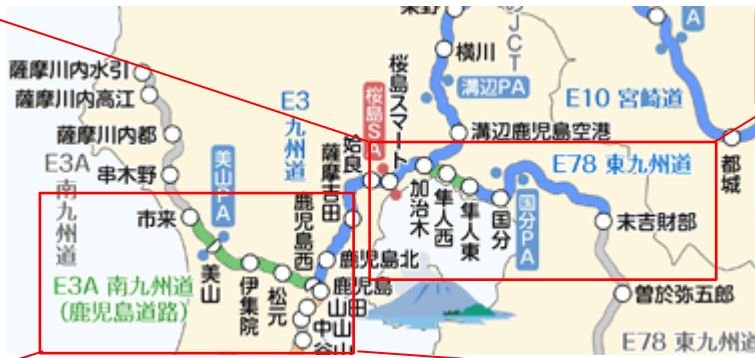 横川
桜島スマート
溝辺PA
薩摩川内水引
薩摩川内高江
E10 宮崎道
E3
九州道
桜島SA
溝辺鹿児島空港
薩摩川内都
姶良
薩摩吉田
E78 東九州道
都城
E3A
南九州道
串木野
美山PA
鹿児島西
加治木
隼人西
隼人東
国分
国分PA
市来
末吉財部
鹿児島北
美山
伊集院
松元
鹿児島
E3A 南九州道
(鹿児島道路)
山田
中山
谷山
曽於弥五郎
E78 東九州道